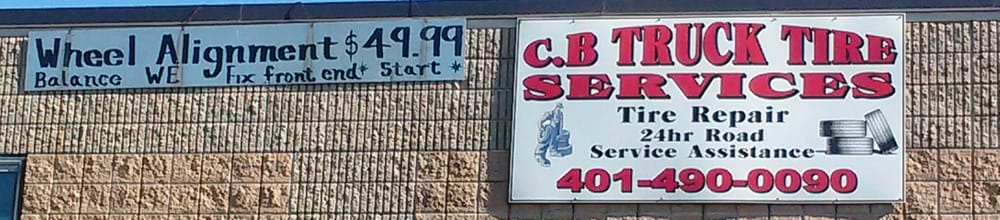 Wheel Alignment $49.99
Balance WE Fix front end* Start *
C.B TRUCK TIRE
SERVICES
Tire Repair
24hr Road
Service Assistance
401-490-0090